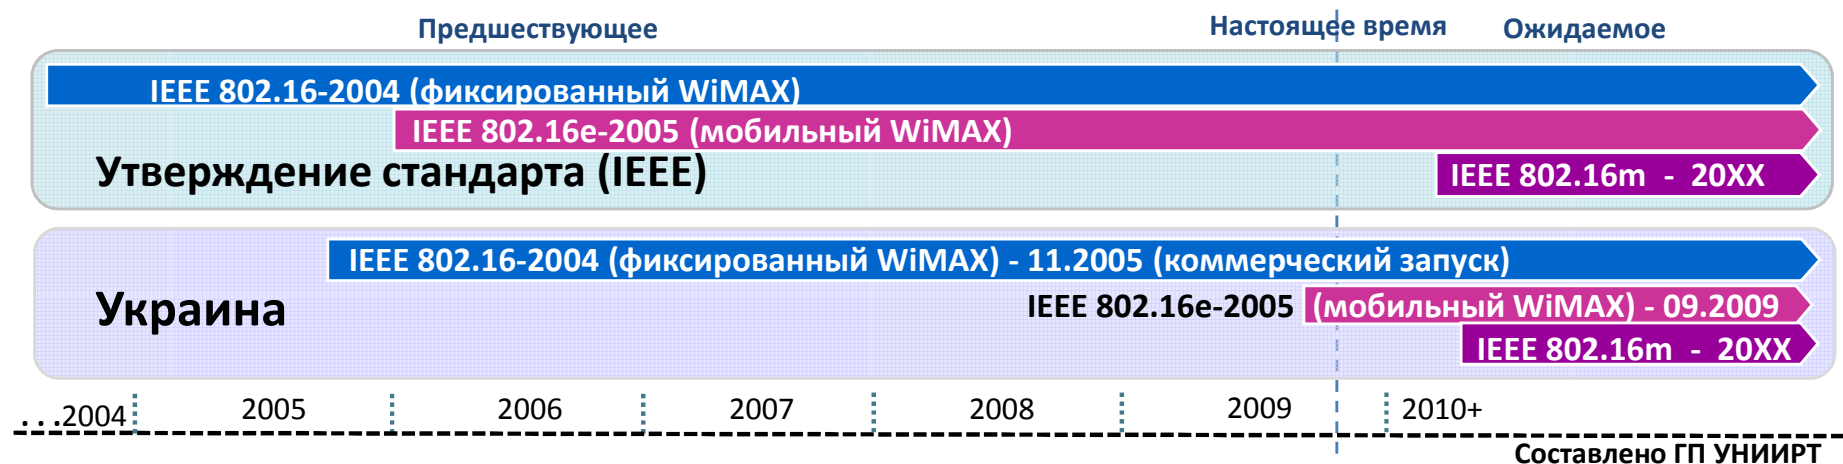 Предшествующее
Настоящее время
Ожидаемое
IEEE 802.16-2004 (фиксированный WiMAX)
IEEE 802.16e-2005 (мобильный WiMAX)
Утверждение стандарта (IEEE)
IEEE 802.16m - 20XX
IEEE 802.16-2004 (фиксированный WiMAX) - 11.2005 (коммерческий запуск)
Украина
IEEE 802.16e-2005 (мобильный WiMAX) - 09.2009
IEEE 802.16m - 20XX
...2004 2005 2006 2007 2008 2009 2010+
Составлено ГП УНИИРТ